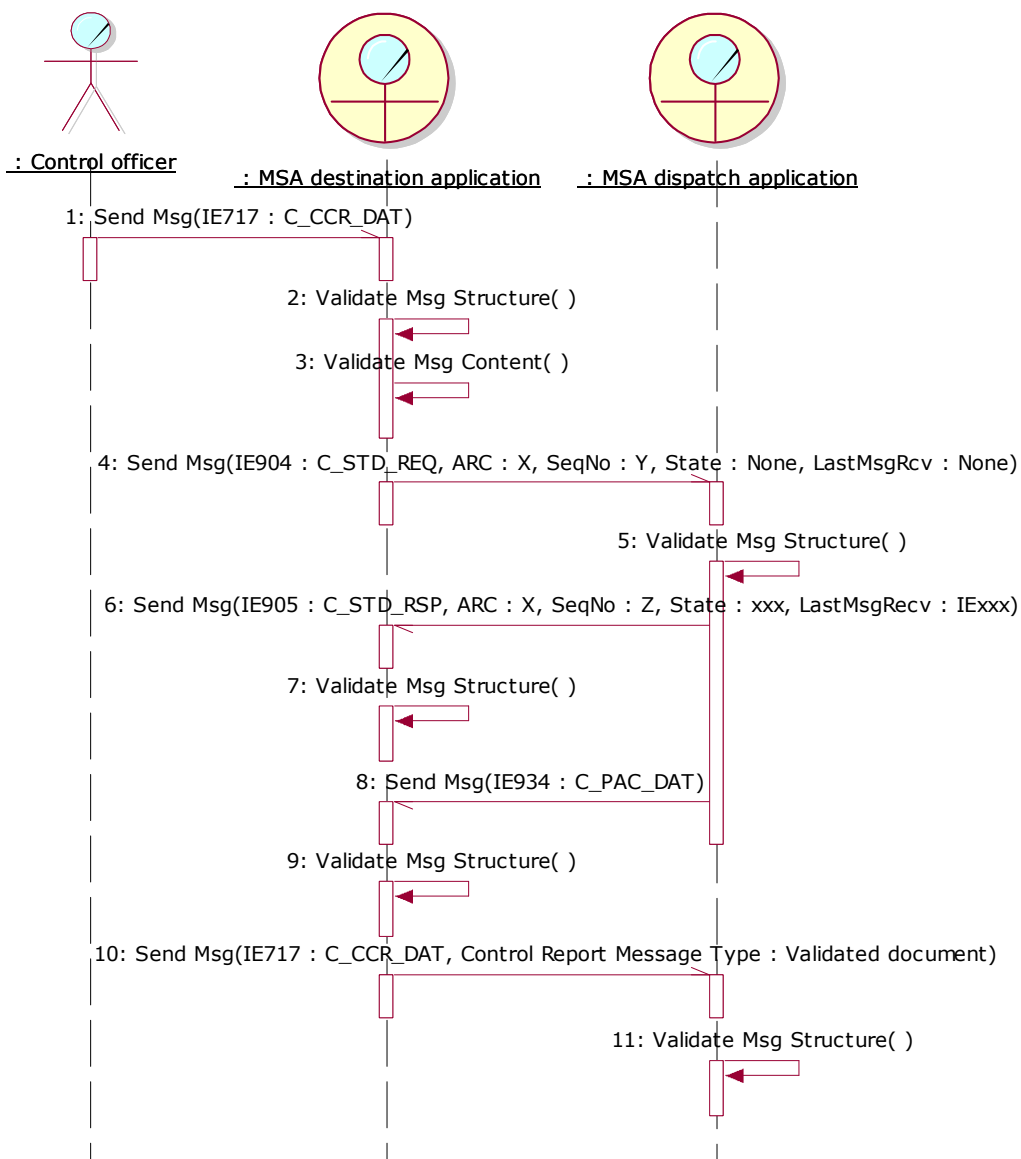 : Control officer
: MSA destination application
: MSA dispatch application
1: Send Msg(IE717 : C_CCR_DAT)
2: Validate Msg Structure( )
3: Validate Msg Content( )
4: Send Msg(IE904 : C_STD_REQ, ARC : X, SeqNo : Y, State : None, LastMsgRcv : None)
5: Validate Msg Structure( )
6: Send Msg(IE905 : C_STD_RSP, ARC : X, SeqNo : Z, State : xxx, LastMsgRecv : IExxx)
7: Validate Msg Structure( )
8: Send Msg(IE934 : C_PAC_DAT)
9: Validate Msg Structure( )
10: Send Msg(IE717 : C_CCR_DAT, Control Report Message Type : Validated document)
11: Validate Msg Structure( )